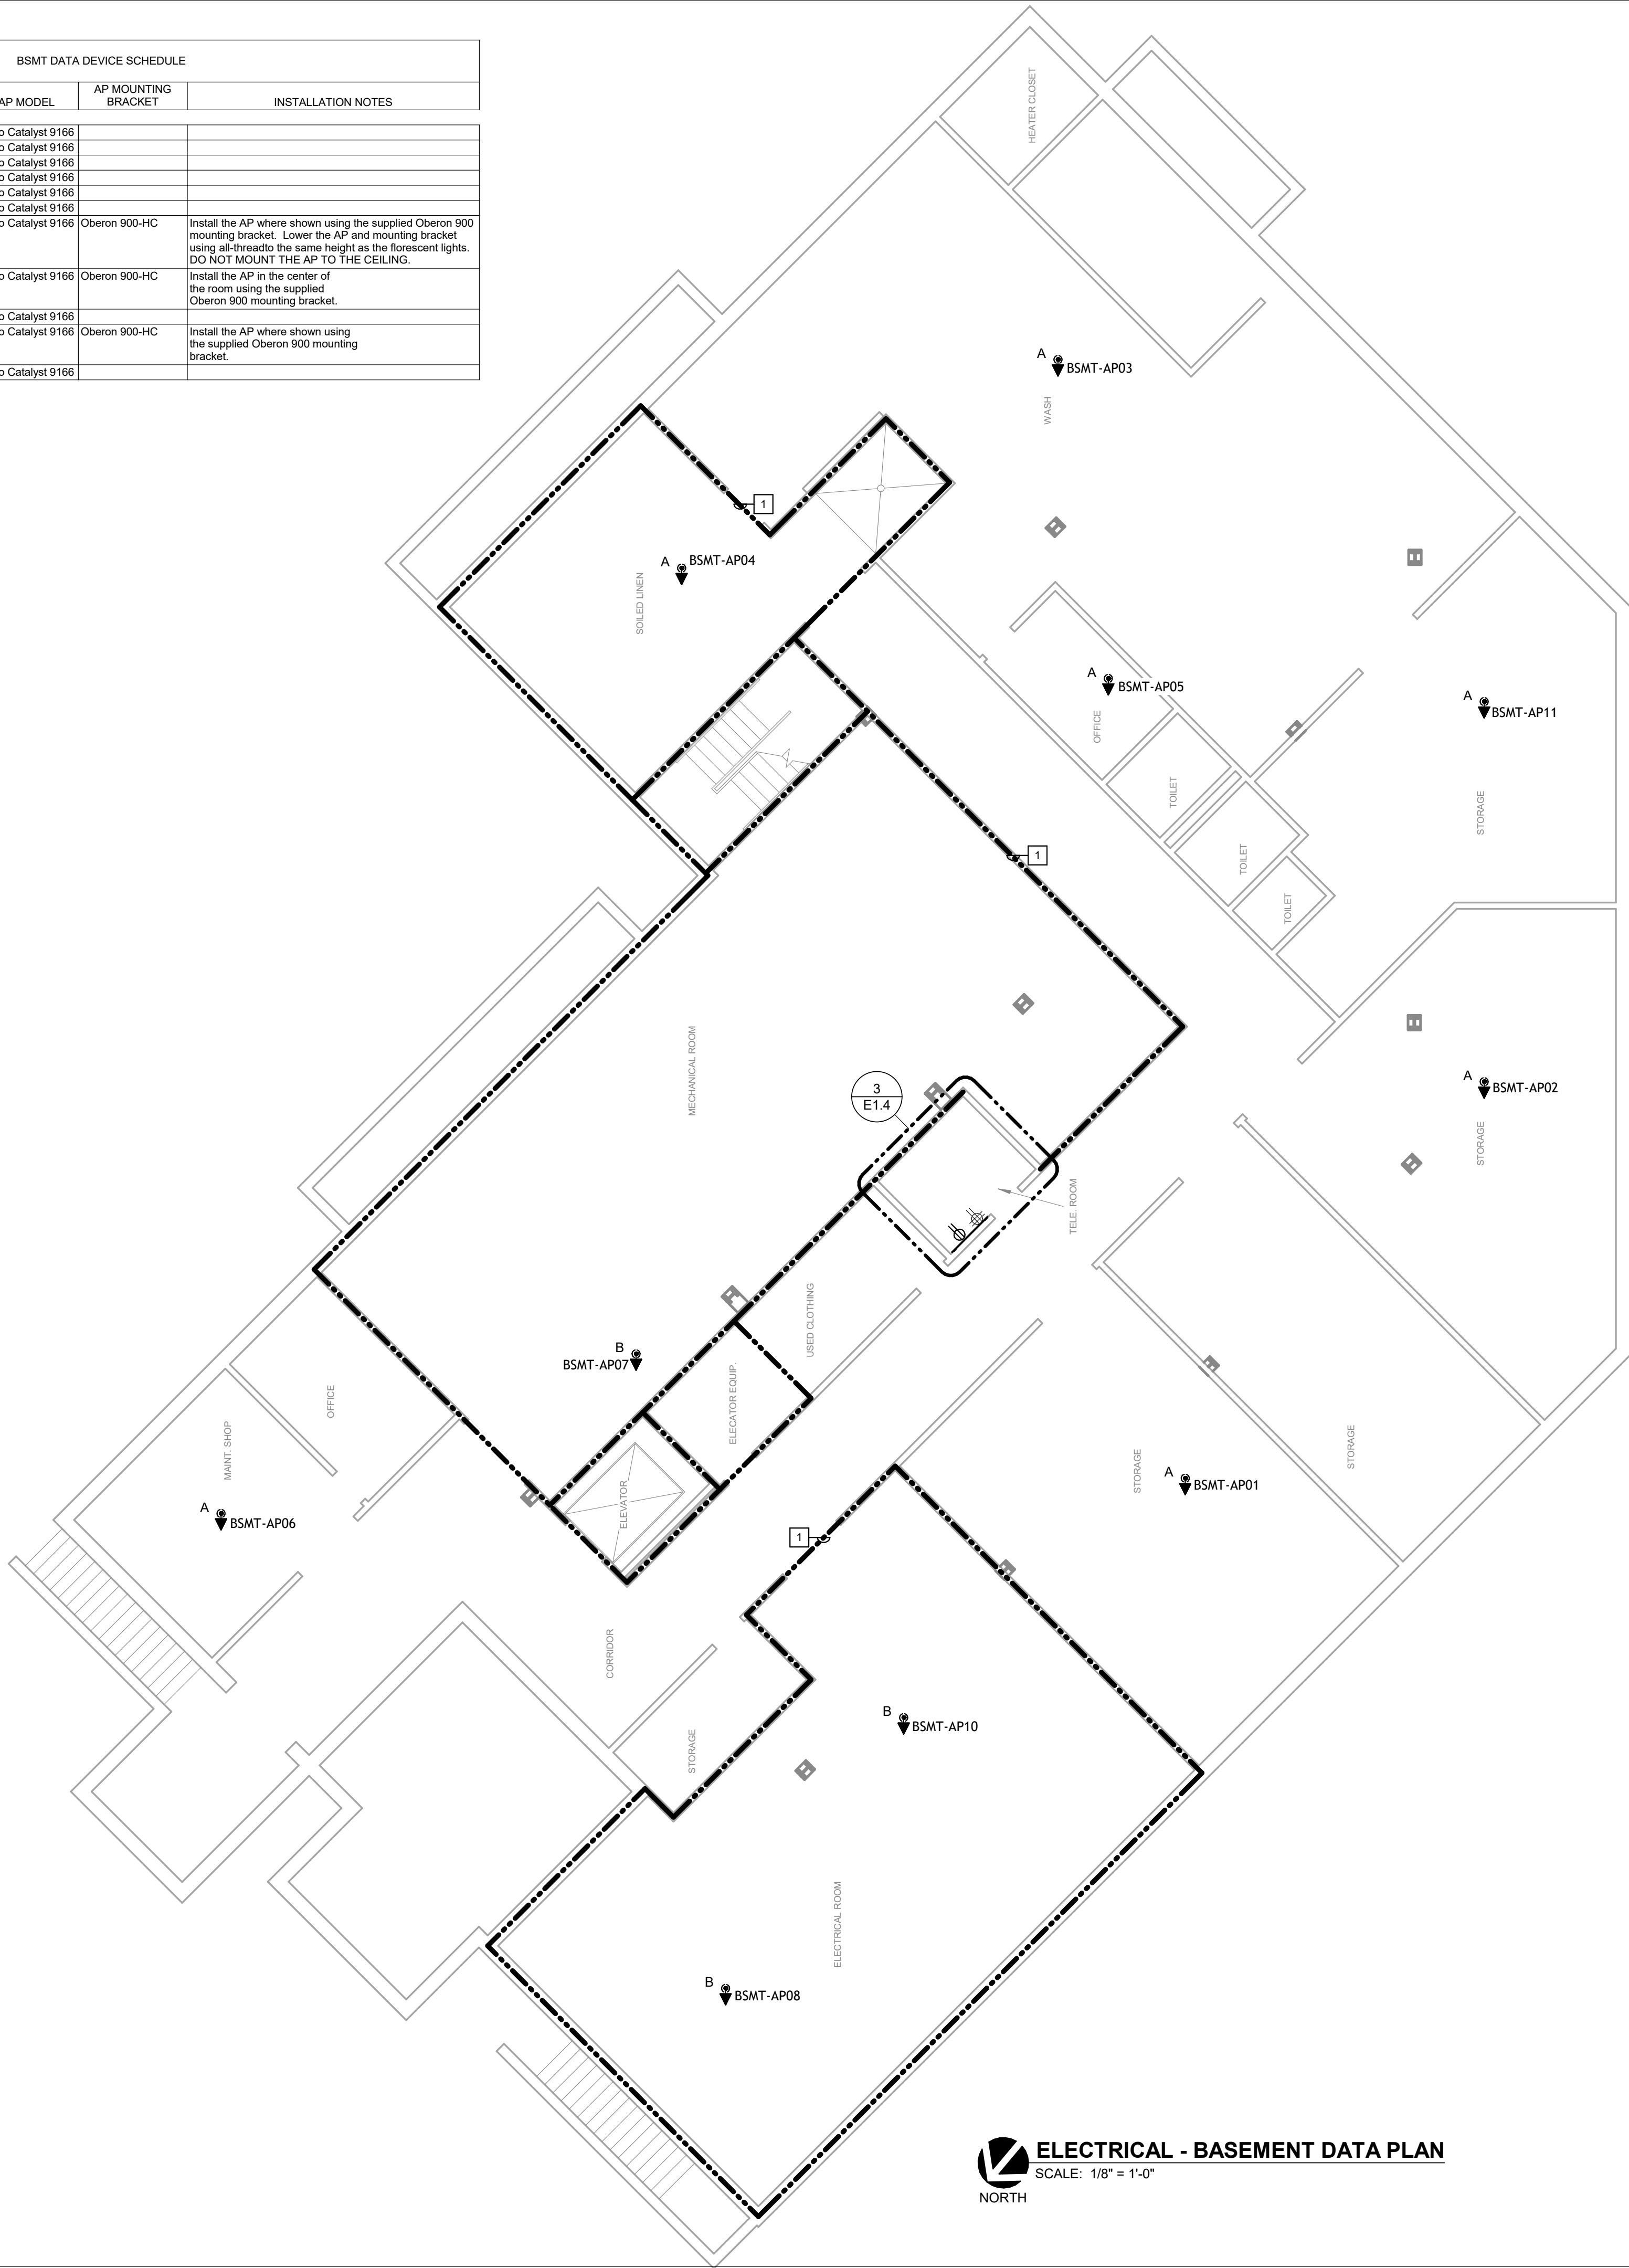 BSMT DATA DEVICE SCHEDULE
AP MODEL
AP MOUNTING
BRACKET
INSTALLATION NOTES
o Catalyst 9166
o Catalyst 9166
o Catalyst 9166
o Catalyst 9166
o Catalyst 9166
o Catalyst 9166
o Catalyst 9166 Oberon 900-HC Install the AP where shown using the supplied Oberon 900
mounting bracket. Lower the AP and mounting bracket
using all-threadto the same height as the florescent lights.
DO NOT MOUNT THE AP TO THE CEILING.
o Catalyst 9166 Oberon 900-HC Install the AP in the center of
the room using the supplied
Oberon 900 mounting bracket.
o Catalyst 9166
o Catalyst 9166 Oberon 900-HC Install the AP where shown using
the supplied Oberon 900 mounting
bracket.
o Catalyst 9166
HEATER CLOSET
A
BSMT-AP03
WASH
1
A
BSMT-AP04
SOILED LINEN
A
BSMT-AP05
OFFICE
A
BSMT-AP11
TOILET
STORAGE
TOILET
1
TOILET
MECHANICAL ROOM
3
E1.4
A
BSMT-AP02
STORAGE
TELE. ROOM
USED CLOTHING
B
BSMT-AP07
ELECATOR EQUIP.
OFFICE
MAINT. SHOP
STORAGE
STORAGE
A
BSMT-AP01
ELEVATOR
A
BSMT-AP06
1
CORRIDOR
B
BSMT-AP10
STORAGE
ELECTRICAL ROOM
B
BSMT-AP08
ELECTRICAL - BASEMENT DATA PLAN
SCALE: 1/8" = 1'-0"
NORTH